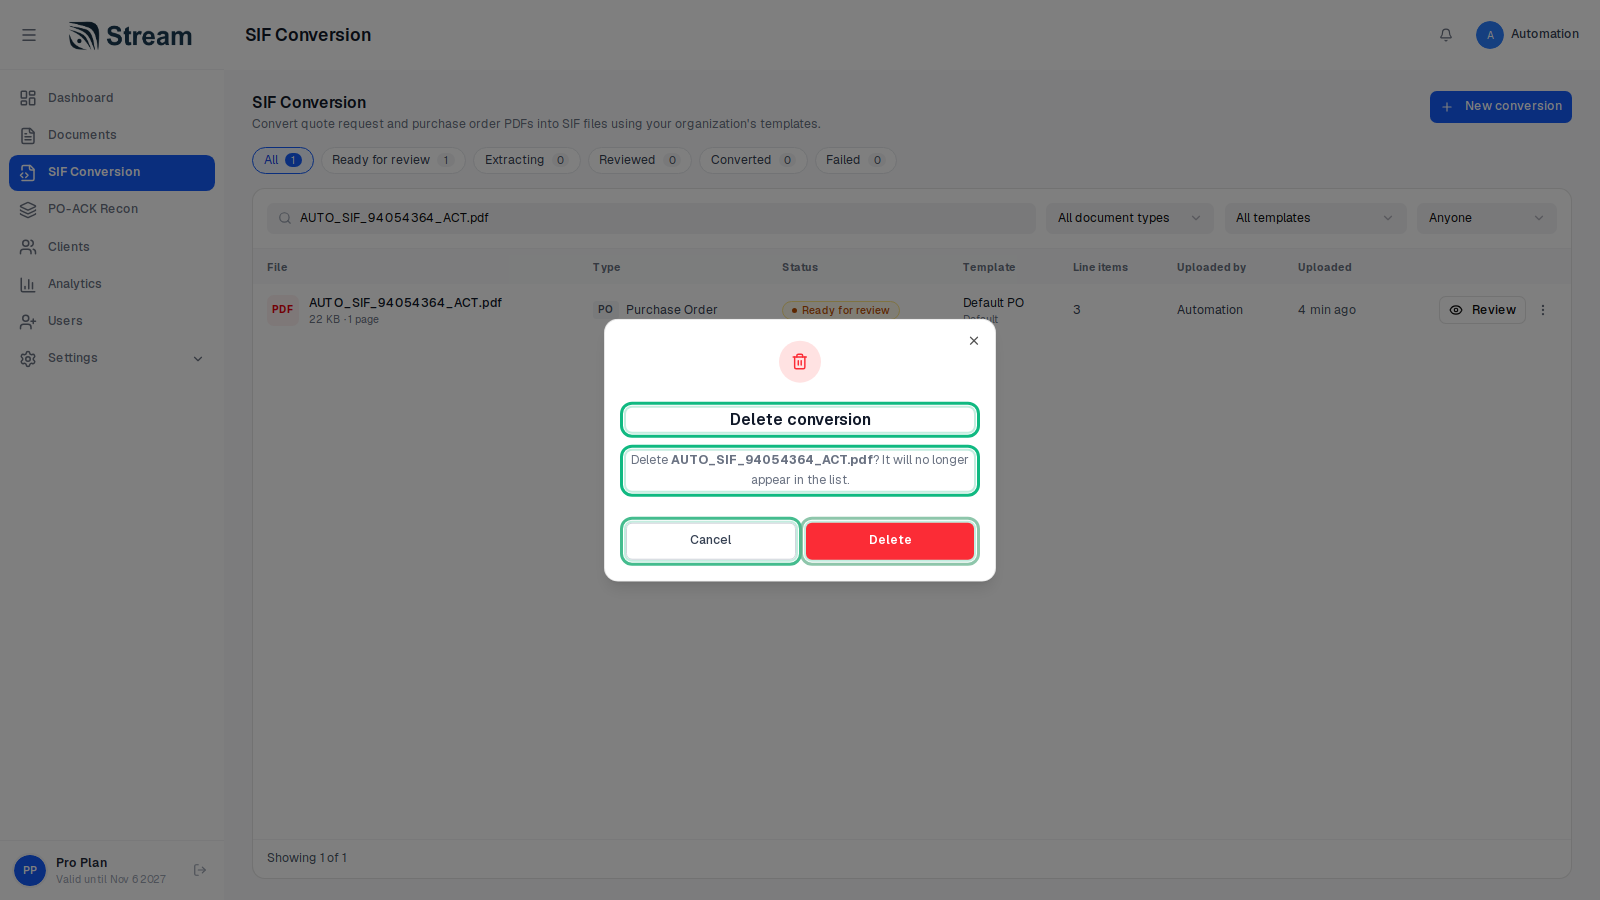 Stream
SIF Conversion
A
Automation
Dashboard
Documents
SIF Conversion
PO-ACK Recon
Clients
Analytics
Users
Settings
SIF Conversion
Convert quote request and purchase order PDFs into SIF files using your organization's templates.
New conversion
All 1
Ready for review 1
Extracting 0
Reviewed 0
Converted 0
Failed 0
AUTO_SIF_94054364_ACT.pdf
All document types
All templates
Anyone
File Type Status Template Line items Uploaded by Uploaded
PDF
AUTO_SIF_94054364_ACT.pdf
22 KB · 1 page
PO Purchase Order
Ready for review
Default PO
Default
3
Automation
4 min ago
Review
Delete conversion
Delete AUTO_SIF_94054364_ACT.pdf? It will no longer
appear in the list.
Cancel
Delete
Showing 1 of 1
PP
Pro Plan
Valid until Nov 6 2027